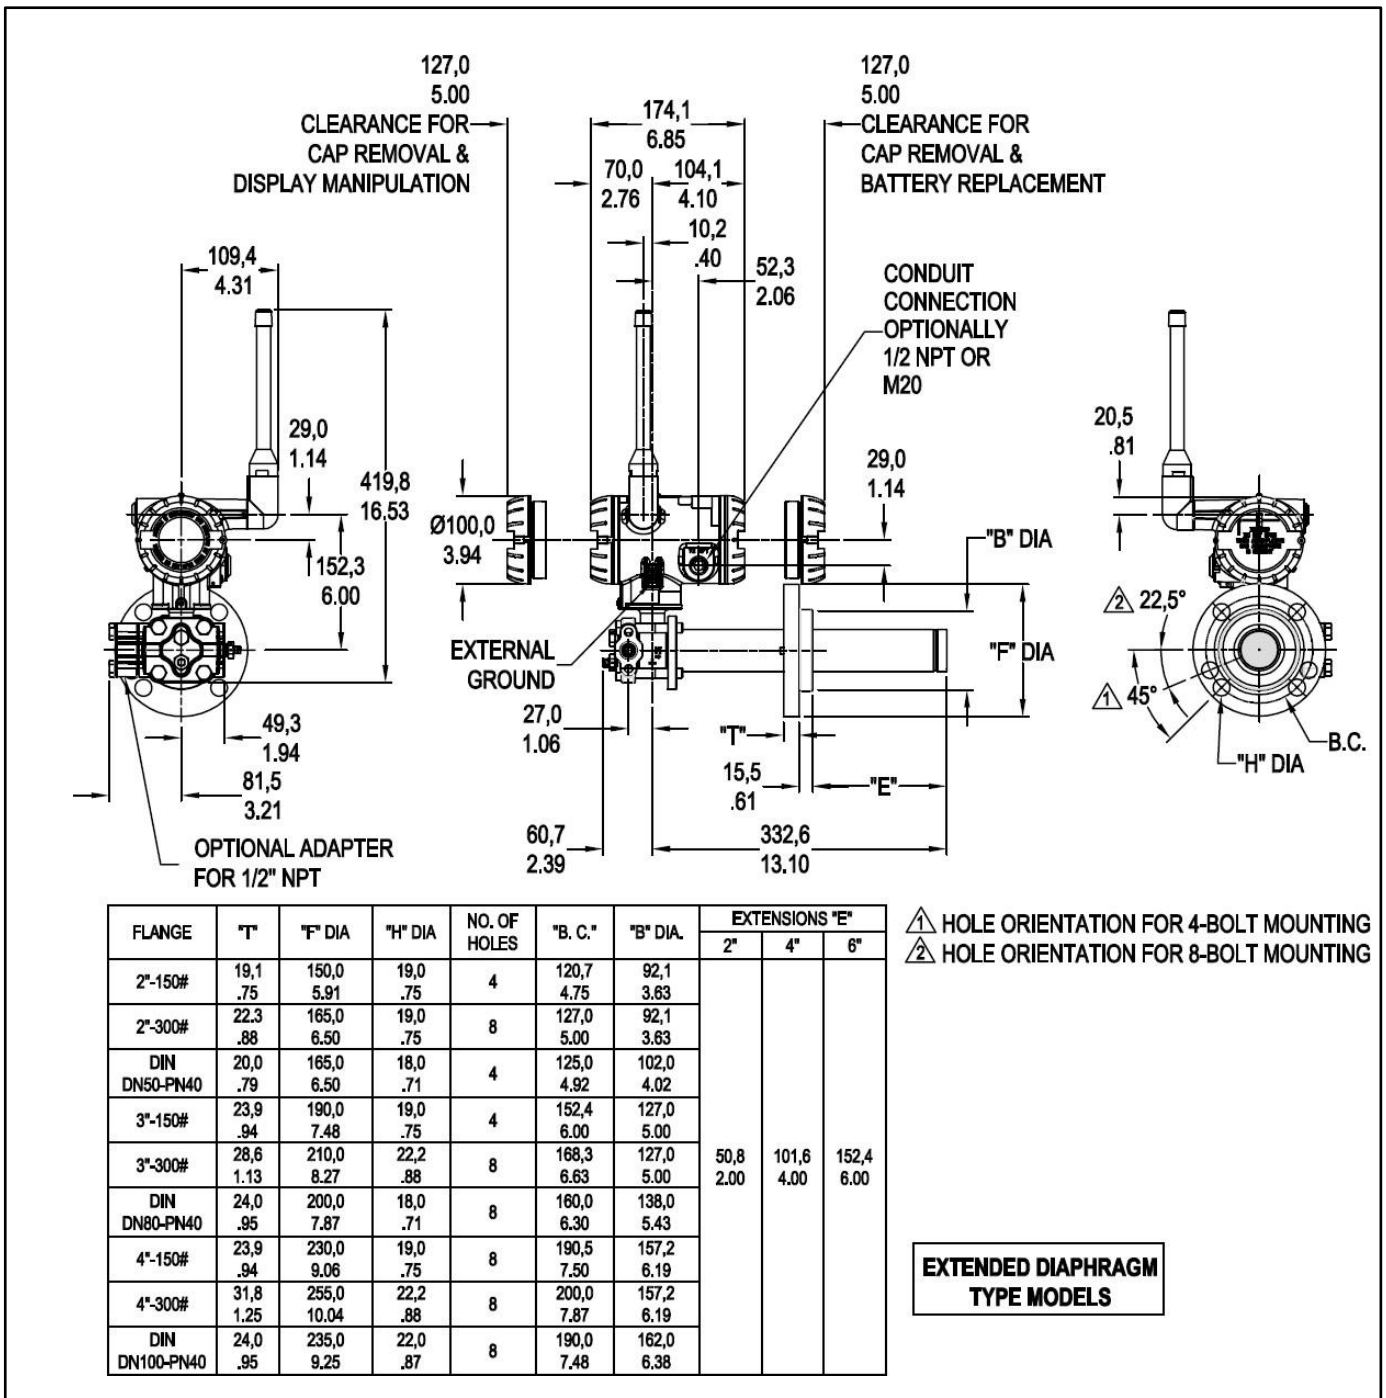 127,0
5.00
CLEARANCE FOR
CAP REMOVAL &
DISPLAY MANIPULATION
174,1
6.85
70,0
2.76
104,1
4.10
10,2
.40
52,3
2.06
127,0
5.00
CLEARANCE FOR
CAP REMOVAL &
BATTERY REPLACEMENT
CONDUIT
CONNECTION
OPTIONALLY
1/2 NPT OR
M20
109,4
4.31
29,0
1.14
419,8
16.53
152,3
6.00
49,3
1.94
81,5
3.21
OPTIONAL ADAPTER
FOR 1/2" NPT
Ø100,0
3.94
EXTERNAL
GROUND
27,0
1.06
60,7
2.39
29,0
1.14
"B" DIA
"F" DIA
"T"
15,5
.61
"E"
332,6
13.10
20,5
.81
2 22,5°
1 45°
"H" DIA
B.C.
FLANGE "T" "F" DIA "H" DIA NO. OF HOLES "B. C." "B" DIA. EXTENSIONS "E"
2" 4" 6"
2"-150# 19,1 150,0 19,0 4 120,7 92,1
.75 5.91 .75 4.75 3.63
2"-300# 22.3 165,0 19,0 8 127,0 92,1
.88 6.50 .75 5.00 3.63
DIN 20,0 165,0 18,0 4 125,0 102,0
DN50-PN40 .79 6.50 .71 4.92 4.02
3"-150# 23,9 190,0 19,0 4 152,4 127,0
.94 7.48 .75 6.00 5.00
3"-300# 28,6 210,0 22,2 8 168,3 127,0 50,8 101,6 152,4
1.13 8.27 .88 6.63 5.00 2.00 4.00 6.00
DIN 24,0 200,0 18,0 8 160,0 138,0
DN80-PN40 .95 7.87 .71 6.30 5.43
4"-150# 23,9 230,0 19,0 8 190,5 157,2
.94 9.06 .75 7.50 6.19
4"-300# 31,8 255,0 22,2 8 200,0 157,2
1.25 10.04 .88 7.87 6.19
DIN 24,0 235,0 22,0 8 190,0 162,0
DN100-PN40 .95 9.25 .87 7.48 6.38
1 HOLE ORIENTATION FOR 4-BOLT MOUNTING
2 HOLE ORIENTATION FOR 8-BOLT MOUNTING
EXTENDED DIAPHRAGM
TYPE MODELS